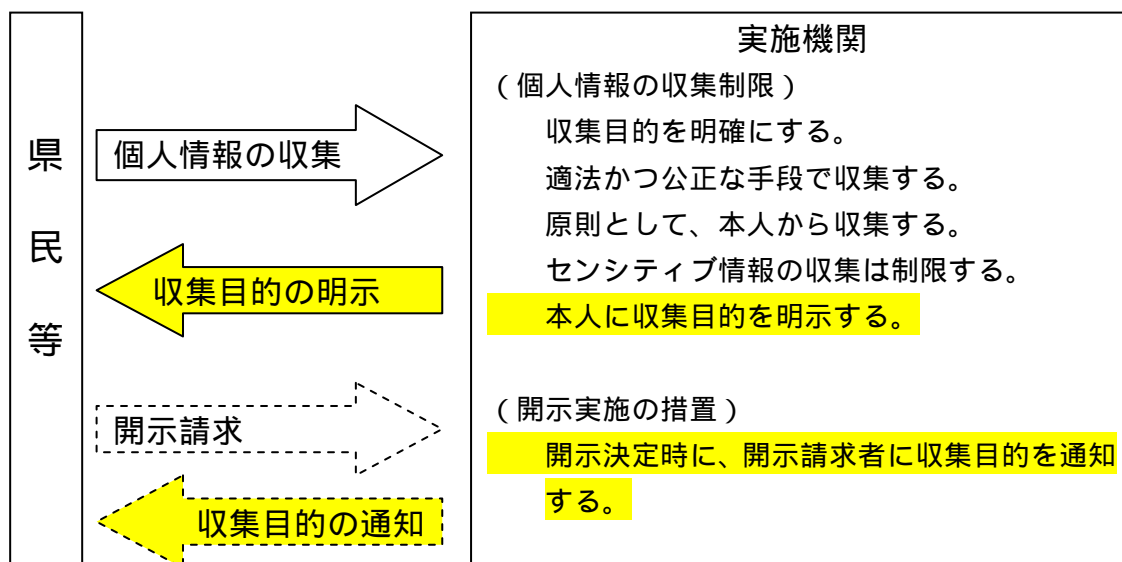 県民等
個人情報の収集
収集目的の明示
開示請求
収集目的の通知
実施機関
（個人情報の収集制限）
収集目的を明確にする。
適法かつ公正な手段で収集する。
原則として、本人から収集する。
センシティブ情報の収集は制限する。
本人に収集目的を明示する。
（開示実施の措置）
開示決定時に、開示請求者に収集目的を通知
する。